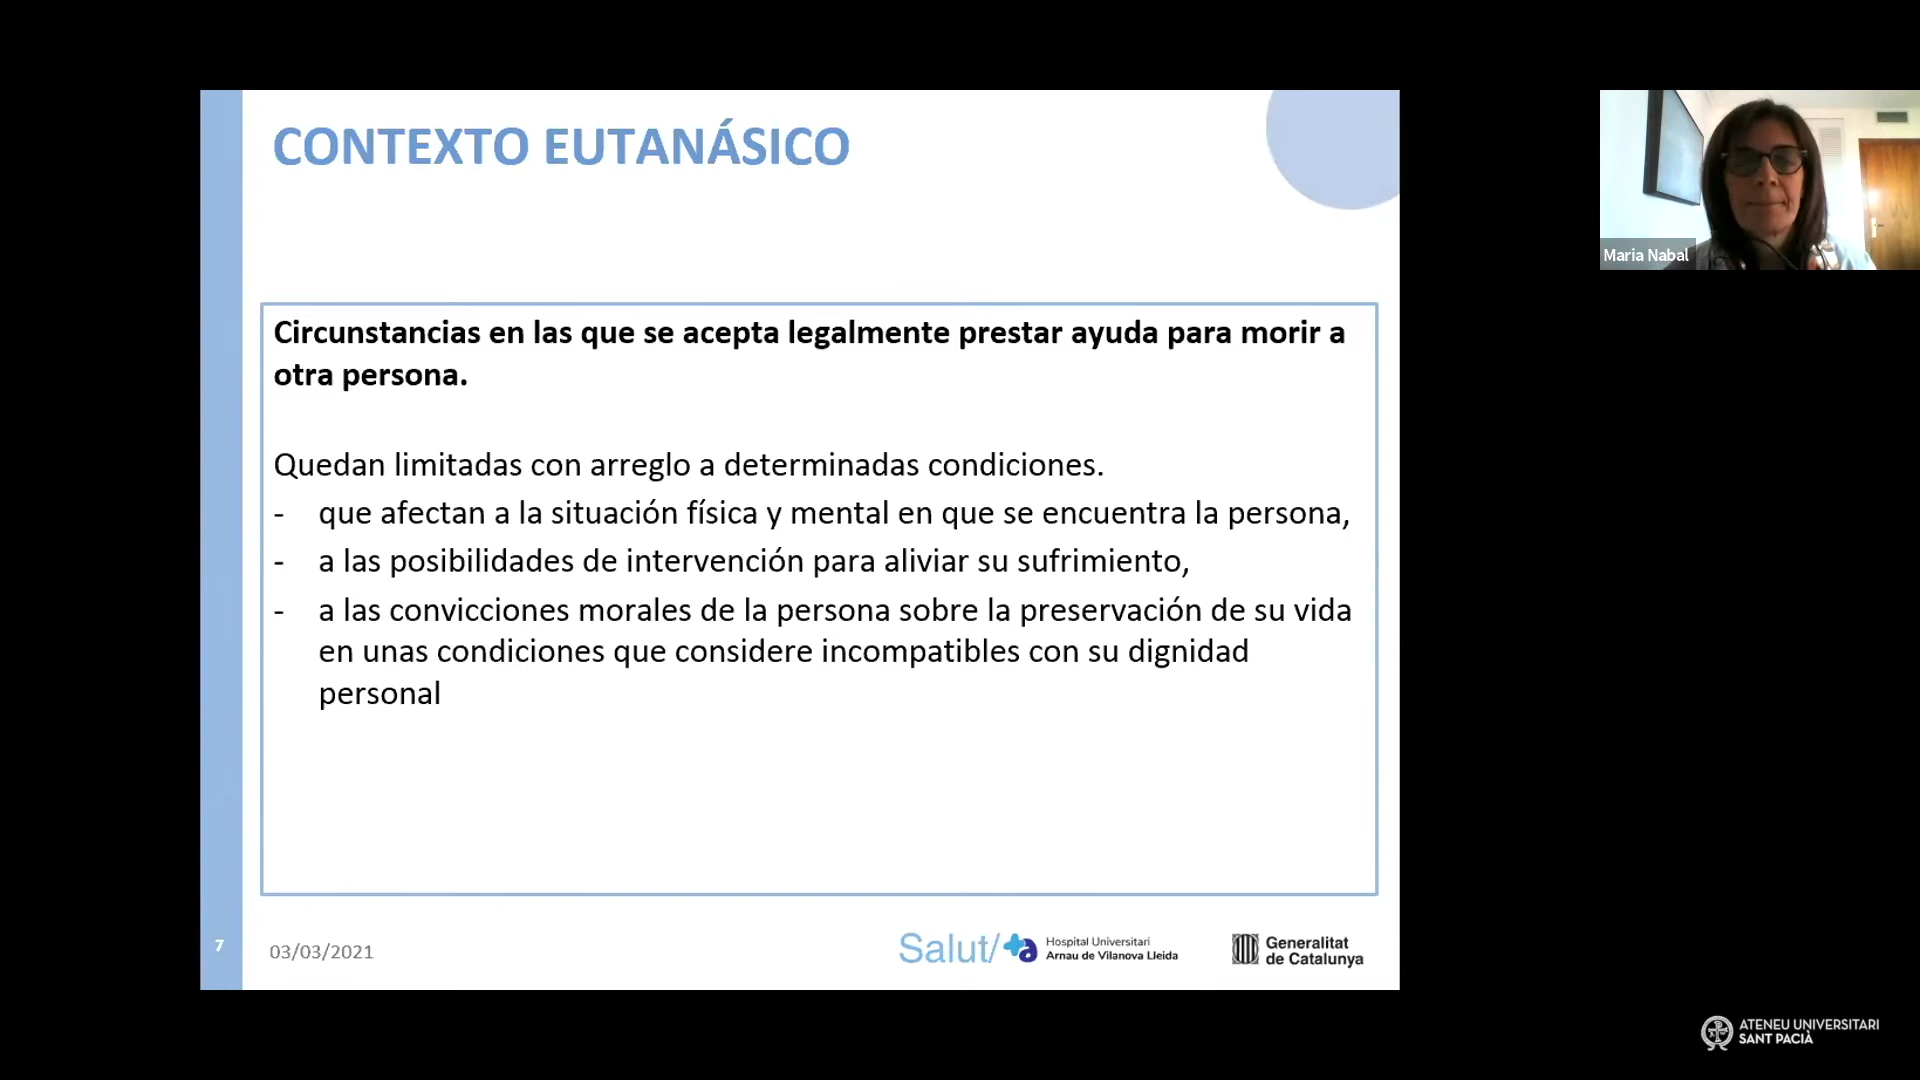 CONTEXTO EUTANÁSICO
Circunstancias en las que se acepta legalmente prestar ayuda para morir a
otra persona.
Quedan limitadas con arreglo a determinadas condiciones.
- que afectan a la situación física y mental en que se encuentra la persona,
- a las posibilidades de intervención para aliviar su sufrimiento,
- a las convicciones morales de la persona sobre la preservación de su vida
en unas condiciones que considere incompatibles con su dignidad
personal
7
03/03/2021
Salut/
Hospital Universitari
Arnau de Vilanova Lleida
Generalitat
de Catalunya
Maria Nabal
ATENEU UNIVERSITARI
SANT PACIÀ